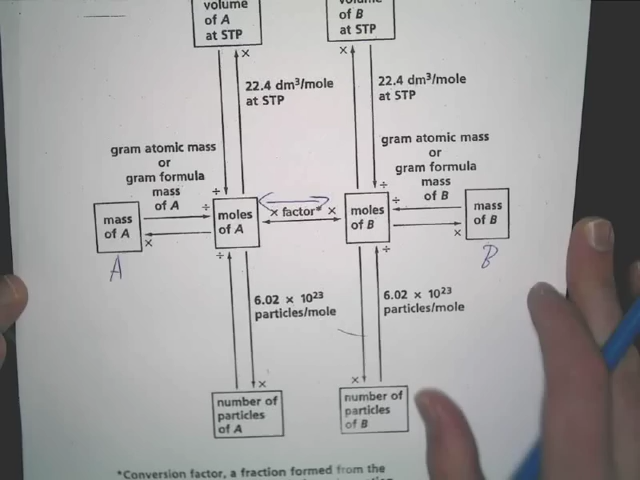 volume
of A
at STP
volume
of B
at STP
×
×
22.4 dm³/mole
at STP
22.4 dm³/mole
at STP
gram atomic mass
or
gram formula
mass
of A
gram atomic mass
or
gram formula
mass
of B
÷
÷
÷
÷
mass
of A
moles
of A
× factor* ×
moles
of B
mass
of B
×
×
A
B
÷
÷
6.02 × 10²³
particles/mole
6.02 × 10²³
particles/mole
×
×
number of
particles
of A
number of
particles
of B
*Conversion factor, a fraction formed from the